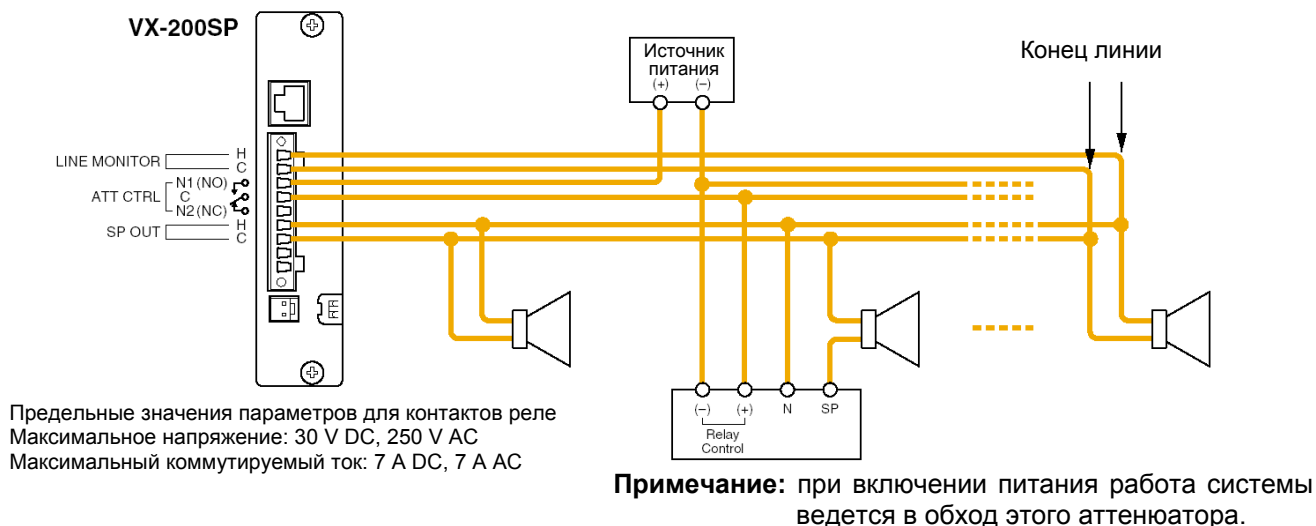 VX-200SP
Источник
питания
(+) (–)
Конец линии
LINE MONITOR
H
C
ATT CTRL
N1 (NO)
C
N2 (NC)
SP OUT
H
C
(–) (+) N SP
Relay
Control
Предельные значения параметров для контактов реле
Максимальное напряжение: 30 V DC, 250 V AC
Максимальный коммутируемый ток: 7 A DC, 7 A AC
Примечание: при включении питания работа системы
ведется в обход этого аттенюатора.